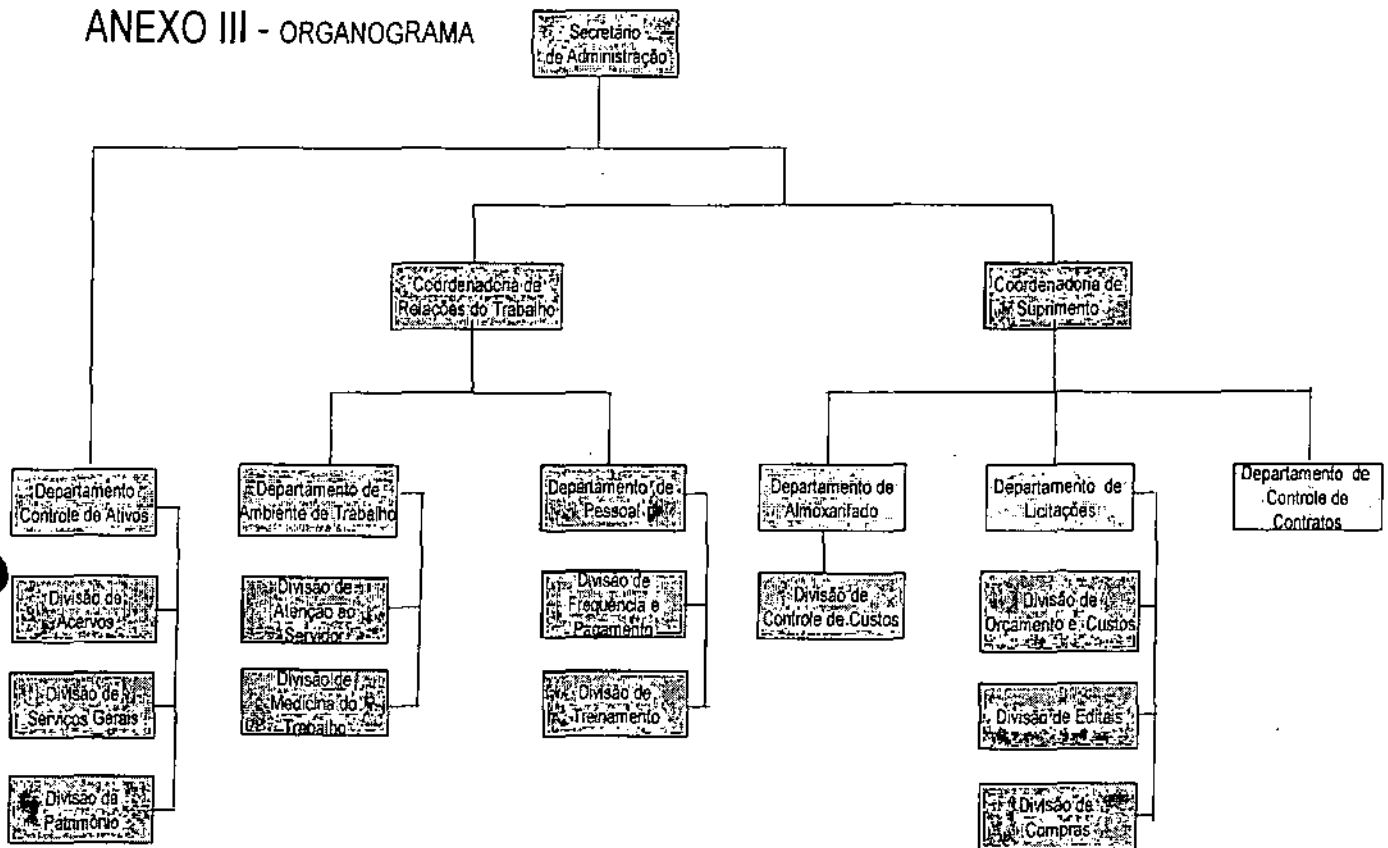 ANEXO III - ORGANOGRAMA
Secretário
de Administração
Coordenadoria de
Relações do Trabalho
Coordenadoria de
Suprimento
Departamento
Controle de Ativos
Departamento de
Ambiente de Trabalho
Departamento de
Pessoal
Departamento de
Almoxarifado
Departamento de
Licitações
Departamento de
Controle de
Contratos
Divisão de
Acervos
Divisão de
Atenção ao
Servidor
Divisão de
Frequência e
Pagamento
Divisão de
Controle de Custos
Divisão de
Orçamento e Custos
Divisão de
Serviços Gerais
Divisão de
Medicina do
Trabalho
Divisão de
Treinamento
Divisão de Editais
Divisão de
Patrimônio
Divisão de
Compras